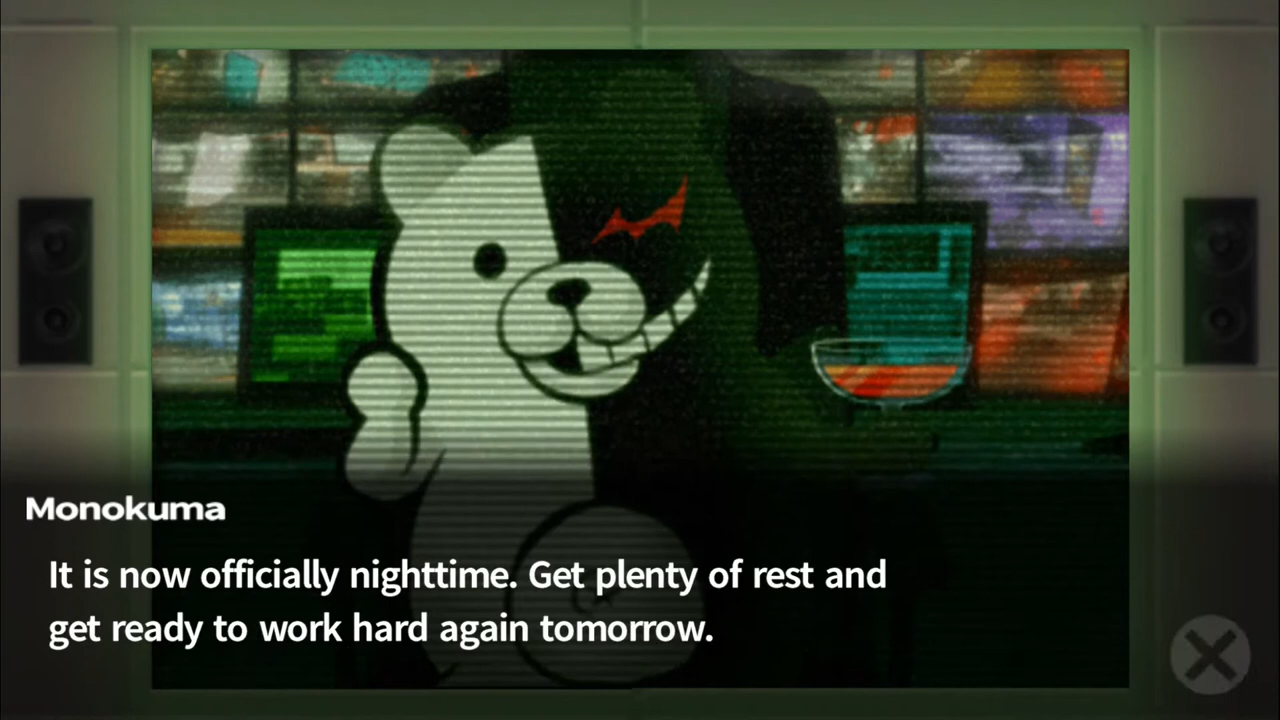 Monokuma
It is now officially nighttime. Get plenty of rest and
get ready to work hard again tomorrow.